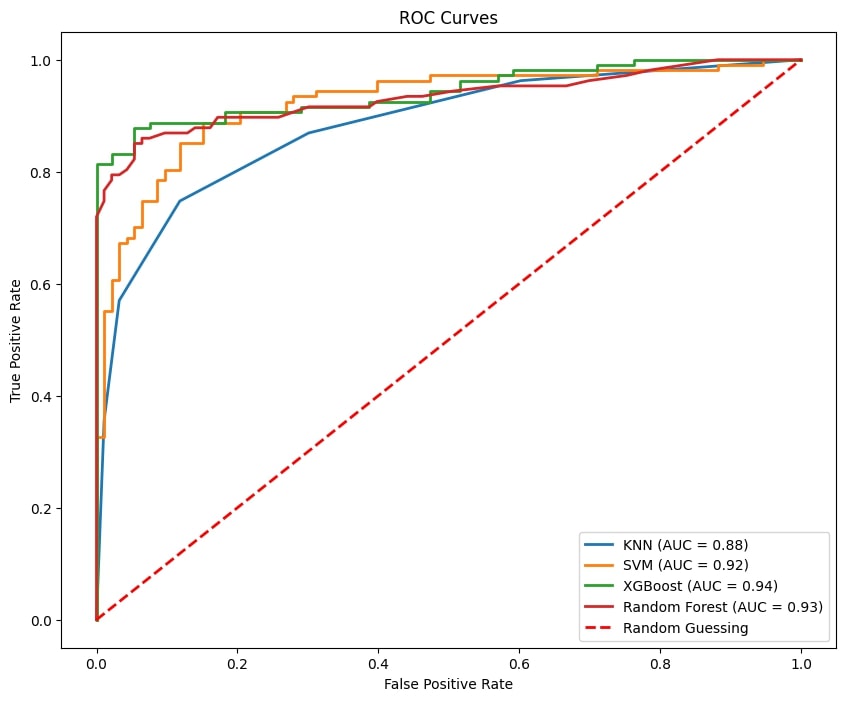 ROC Curves
True Positive Rate
1.0
0.8
0.6
0.4
0.2
0.0
0.0 0.2 0.4 0.6 0.8 1.0
False Positive Rate
KNN (AUC = 0.88)
SVM (AUC = 0.92)
XGBoost (AUC = 0.94)
Random Forest (AUC = 0.93)
Random Guessing